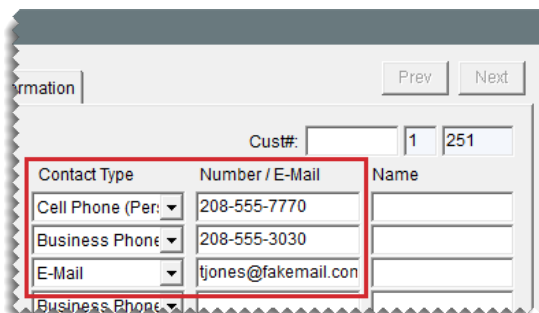 Prev Next
rmation
Cust#: 1 251
Contact Type Number / E-Mail Name
Cell Phone (Per: 208-555-7770
Business Phone 208-555-3030
E-Mail tjones@fakemail.con
Business Phone